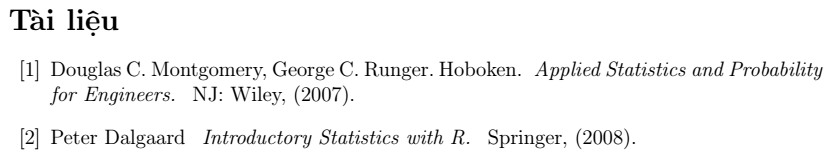 Tài liệu
[1] Douglas C. Montgomery, George C. Runger. Hoboken. Applied Statistics and Probability
for Engineers. NJ: Wiley, (2007).
[2] Peter Dalgaard Introductory Statistics with R. Springer, (2008).